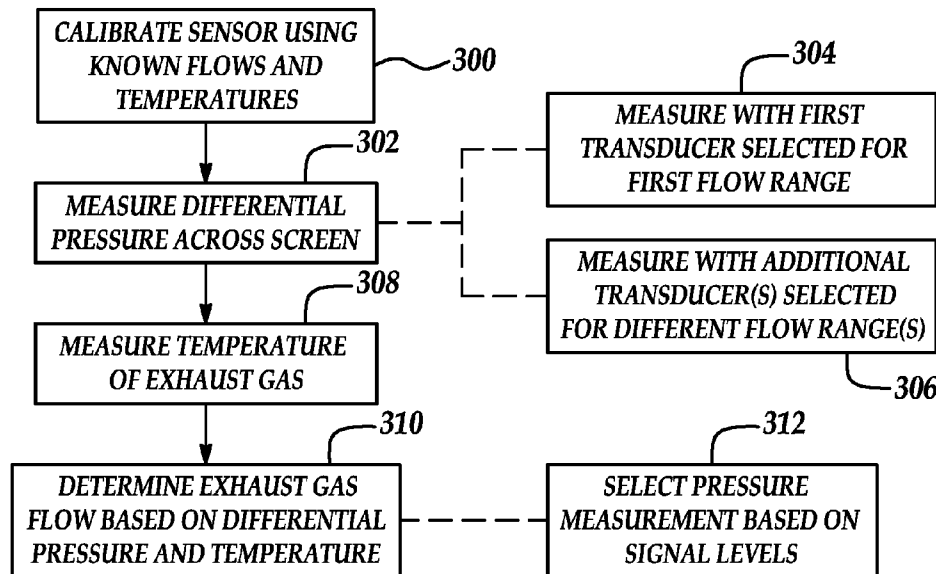 CALIBRATE SENSOR USING
KNOWN FLOWS AND
TEMPERATURES
300
302
MEASURE DIFFERENTIAL
PRESSURE ACROSS SCREEN
304
MEASURE WITH FIRST
TRANSDUCER SELECTED FOR
FIRST FLOW RANGE
MEASURE WITH ADDITIONAL
TRANSDUCER(S) SELECTED
FOR DIFFERENT FLOW RANGE(S)
306
308
MEASURE TEMPERATURE
OF EXHAUST GAS
310
DETERMINE EXHAUST GAS
FLOW BASED ON DIFFERENTIAL
PRESSURE AND TEMPERATURE
312
SELECT PRESSURE
MEASUREMENT BASED ON
SIGNAL LEVELS